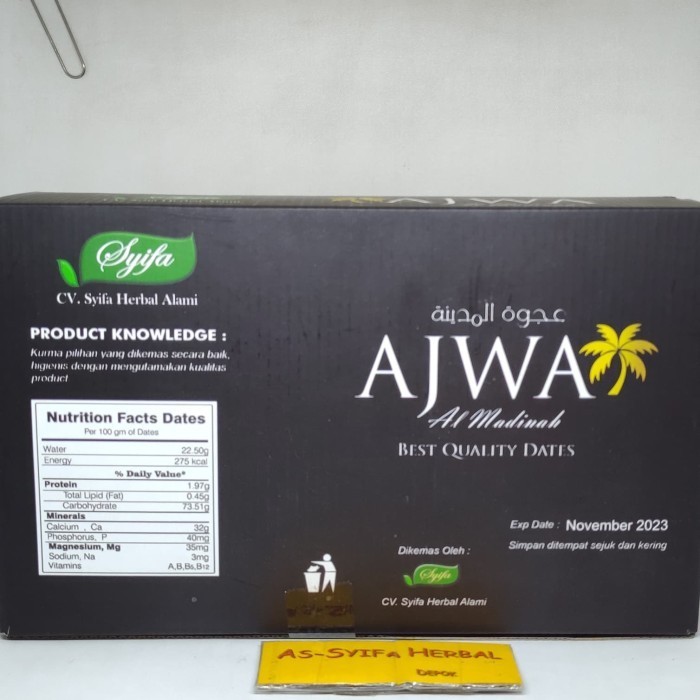 Syifa
CV. Syifa Herbal Alami
PRODUCT KNOWLEDGE :
Kurma pilihan yang dikemas secara baik,
higienis dengan mengutamakan kualitas
product
Nutrition Facts Dates
Per 100 gm of Dates
Water 22.50g
Energy 275 kcal
% Daily Value*
Protein 1.97g
Total Lipid (Fat) 0.45g
Carbohydrate 73.51g
Minerals
Calcium , Ca 32g
Phosphorus, P 40mg
Magnesium, Mg 35mg
Sodium, Na 3mg
Vitamins A,B,B6,B12
AJWA
عجوة المدينة
AJWA
Al Madinah
BEST QUALITY DATES
Exp Date : November 2023
Simpan ditempat sejuk dan kering
Dikemas Oleh :
Syifa
CV. Syifa Herbal Alami
AS-SYIFA HERBAL
DEPOK